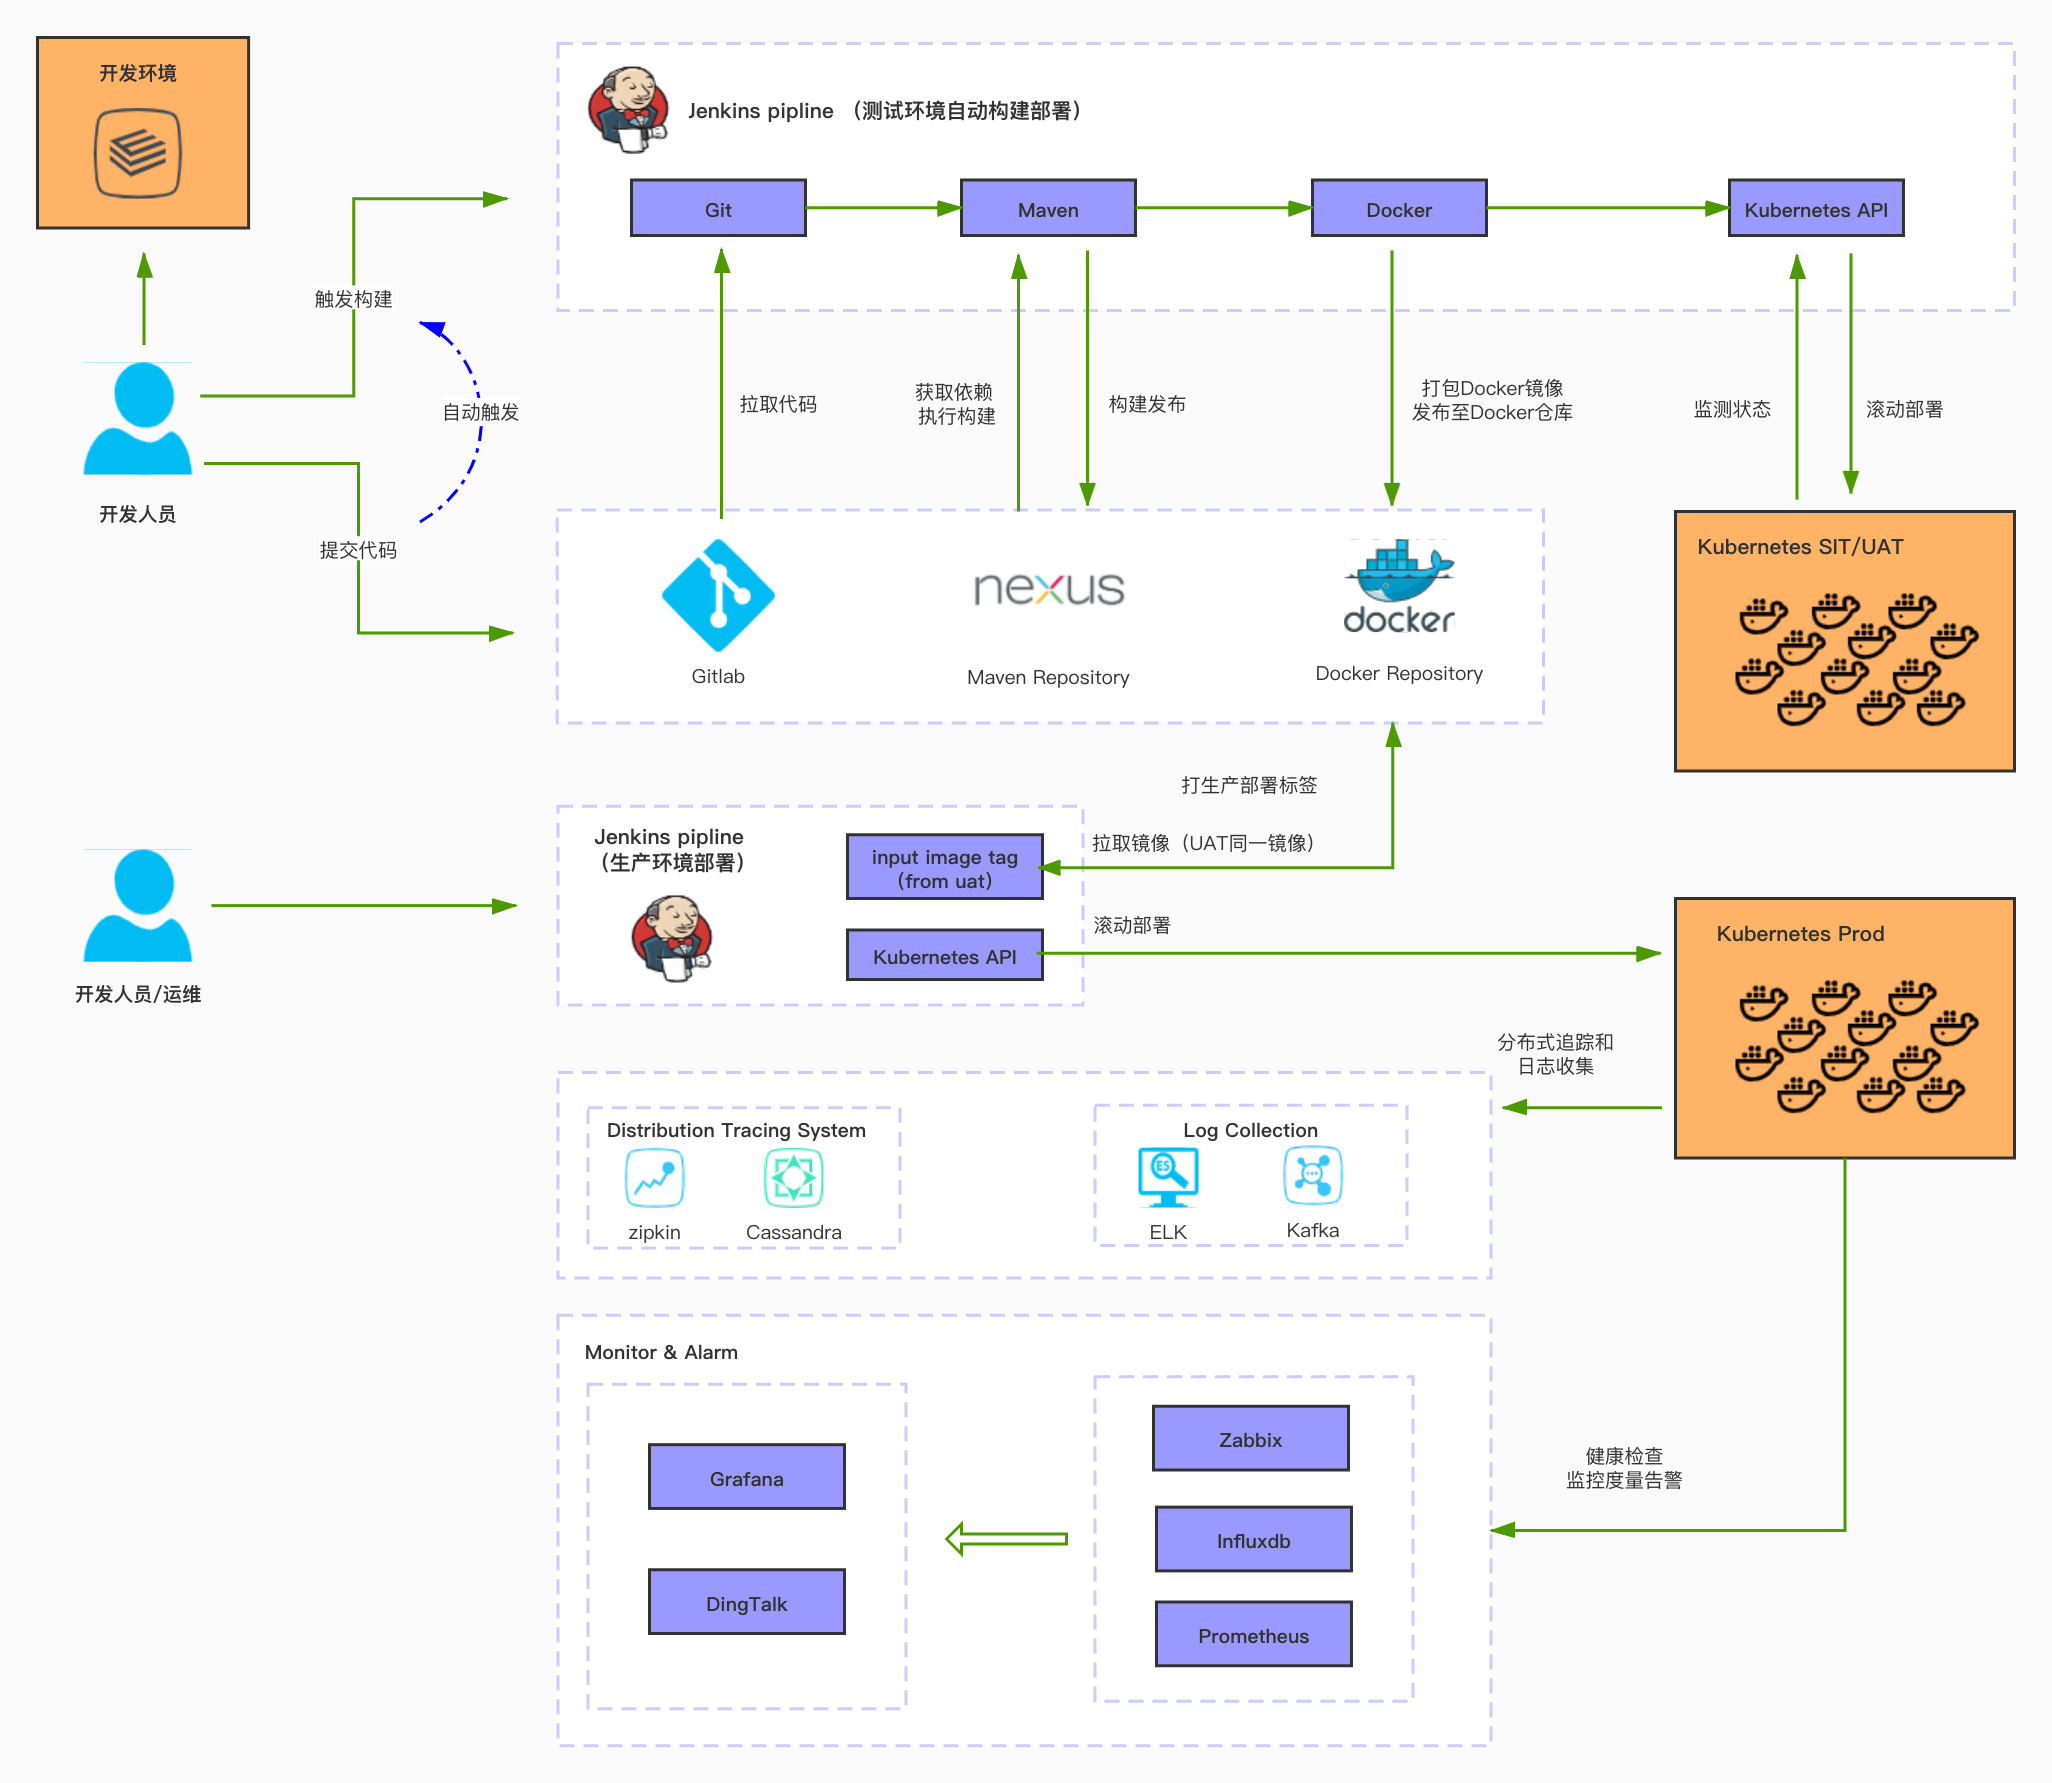 开发环境
Jenkins pipline （测试环境自动构建部署）
Git
Maven
Docker
Kubernetes API
触发构建
自动触发
开发人员
提交代码
拉取代码
获取依赖
执行构建
构建发布
打包Docker镜像
发布至Docker仓库
监测状态
滚动部署
nexus
docker
Gitlab
Maven Repository
Docker Repository
Kubernetes SIT/UAT
打生产部署标签
Jenkins pipline
（生产环境部署）
input image tag
(from uat)
拉取镜像（UAT同一镜像）
Kubernetes API
滚动部署
开发人员/运维
Kubernetes Prod
分布式追踪和
日志收集
Distribution Tracing System
zipkin
Cassandra
Log Collection
ES
ELK
Kafka
Monitor & Alarm
Grafana
DingTalk
Zabbix
Influxdb
Prometheus
健康检查
监控度量告警